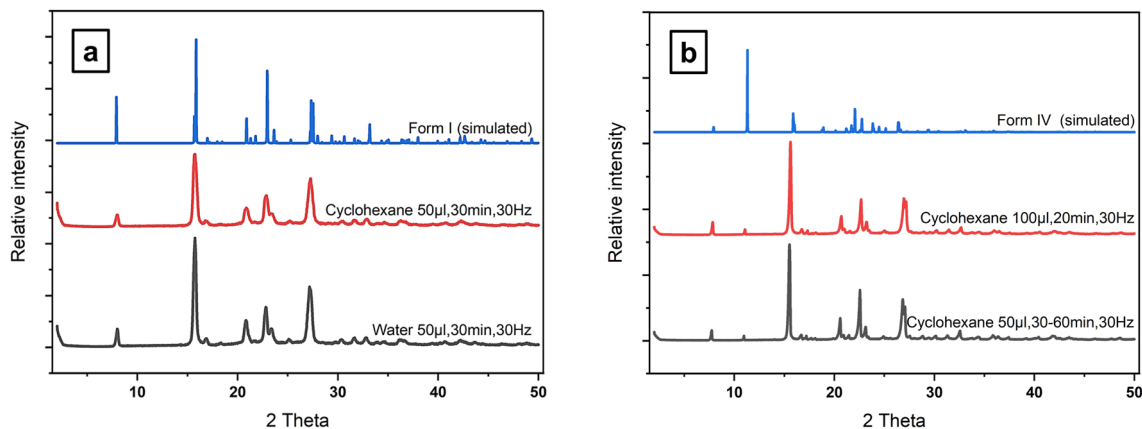 a
Relative intensity
Form I (simulated)
Cyclohexane 50µl,30min,30Hz
Water 50µl,30min,30Hz
10 20 30 40 50
2 Theta
b
Relative intensity
Form IV (simulated)
Cyclohexane 100µl,20min,30Hz
Cyclohexane 50µl,30-60min,30Hz
10 20 30 40 50
2 Theta